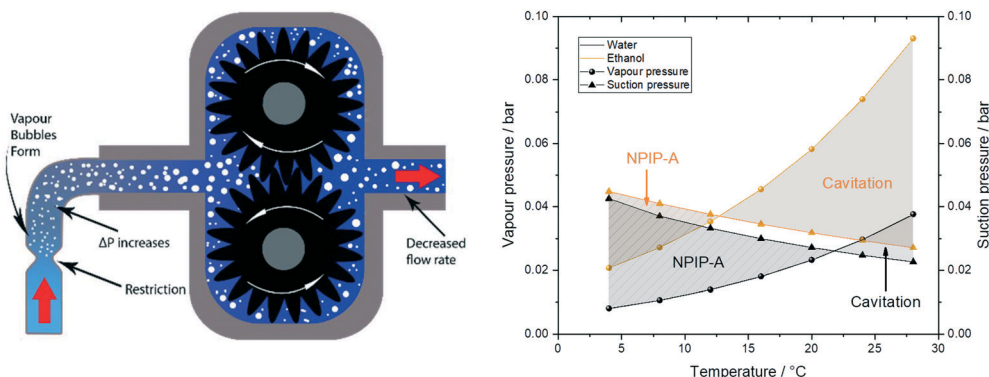 Vapour
Bubbles
Form
ΔP increases
Restriction
Decreased
flow rate
Vapour pressure / bar
0.10
0.08
0.06
0.04
0.02
0.00
Water
Ethanol
Vapour pressure
Suction pressure
NPIP-A
Cavitation
NPIP-A
Cavitation
0 5 10 15 20 25 30
Temperature / °C
0.10
0.08
0.06
0.04
0.02
0.00
Suction pressure / bar